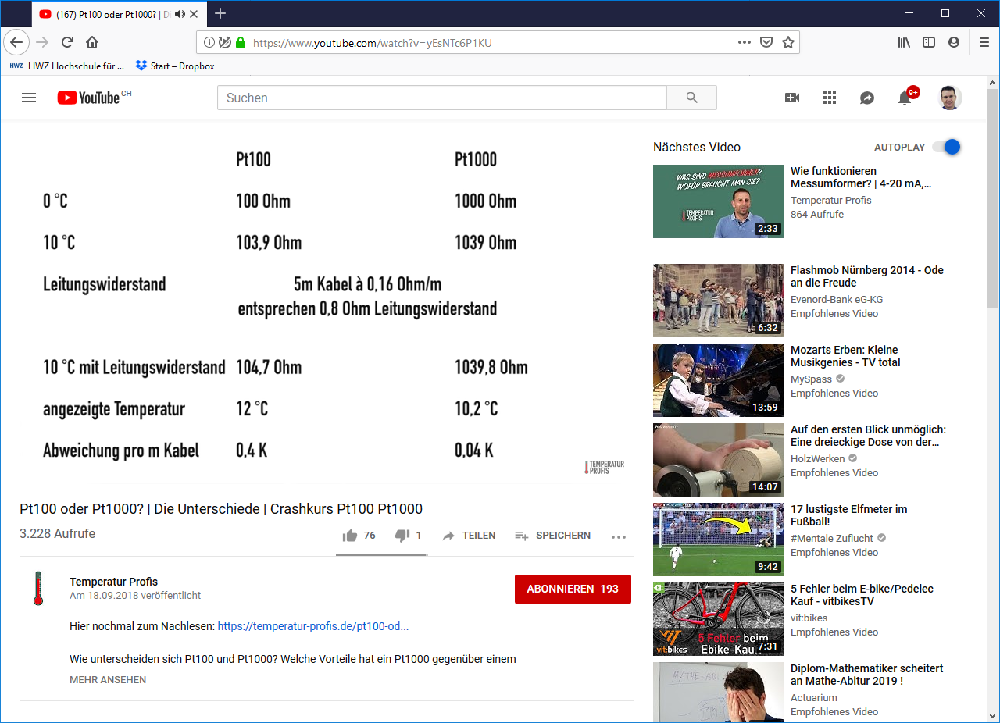 (167) Pt100 oder Pt1000? | Di
https://www.youtube.com/watch?v=yEsNTc6P1KU
HWZ HWZ Hochschule für ... Start – Dropbox
YouTube CH
Suchen
9+
Pt100 Pt1000
0 °C 100 Ohm 1000 Ohm
10 °C 103,9 Ohm 1039 Ohm
Leitungswiderstand 5m Kabel à 0,16 Ohm/m
entsprechen 0,8 Ohm Leitungswiderstand
10 °C mit Leitungswiderstand 104,7 Ohm 1039,8 Ohm
angezeigte Temperatur 12 °C 10,2 °C
Abweichung pro m Kabel 0,4 K 0,04 K
TEMPERATUR
PROFIS
Pt100 oder Pt1000? | Die Unterschiede | Crashkurs Pt100 Pt1000
3.228 Aufrufe
76 1 TEILEN SPEICHERN
Temperatur Profis
Am 18.09.2018 veröffentlicht
ABONNIEREN 193
Hier nochmal zum Nachlesen: https://temperatur-profis.de/pt100-od...
Wie unterscheiden sich Pt100 und Pt1000? Welche Vorteile hat ein Pt1000 gegenüber einem
MEHR ANSEHEN
Nächstes Video AUTOPLAY
WAS SIND MESSUMFORMER?
WOFÜR BRAUCHT MAN SIE?
TEMPERATUR
PROFIS
2:33
Wie funktionieren
Messumformer? | 4-20 mA,...
Temperatur Profis
864 Aufrufe
6:32
Flashmob Nürnberg 2014 - Ode
an die Freude
Evenord-Bank eG-KG
Empfohlenes Video
13:59
Mozarts Erben: Kleine
Musikgenies - TV total
MySpass
Empfohlenes Video
14:07
Auf den ersten Blick unmöglich:
Eine dreieckige Dose von der...
HolzWerken
Empfohlenes Video
9:42
17 lustigste Elfmeter im
Fußball!
#Mentale Zuflucht
Empfohlenes Video
5 Fehler beim
Ebike-Kauf
vit:bikes
7:31
5 Fehler beim E-bike/Pedelec
Kauf - vitbikesTV
vit:bikes
Empfohlenes Video
MATHE-ABI
Diplom-Mathematiker scheitert
an Mathe-Abitur 2019 !
Actuarium
Empfohlenes Video